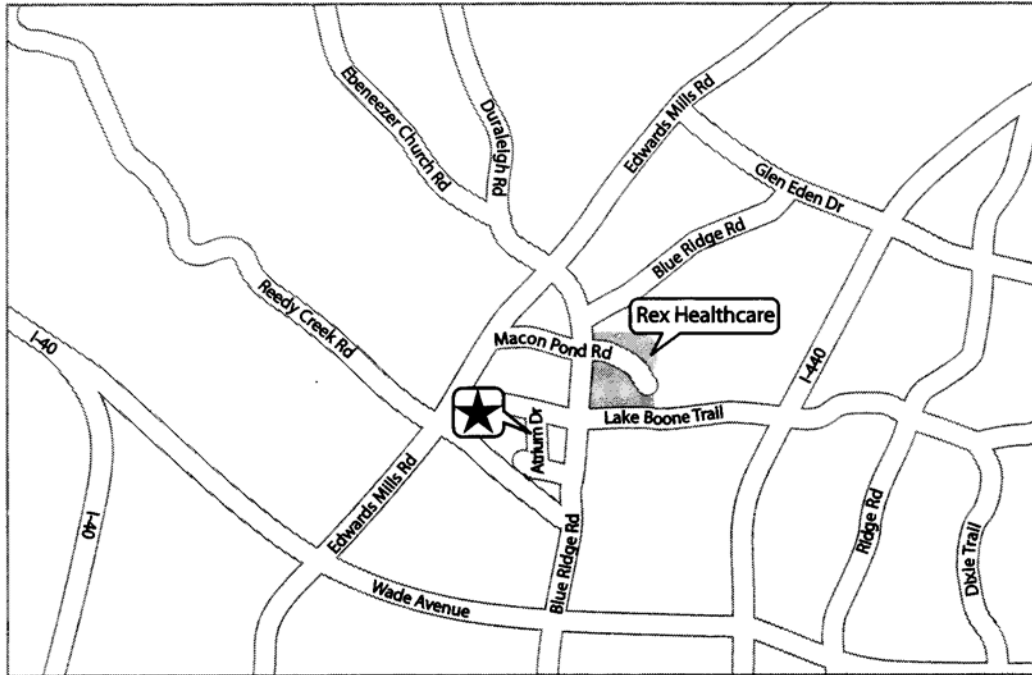 Ebeneezer Church Rd
Duraleigh Rd
Edwards Mills Rd
Glen Eden Dr
Blue Ridge Rd
Reedy Creek Rd
Rex Healthcare
I-40
Macon Pond Rd
I-440
Lake Boone Trail
Atrium Dr
I-40
Edwards Mills Rd
Ridge Rd
Blue Ridge Rd
Dixie Trail
Wade Avenue